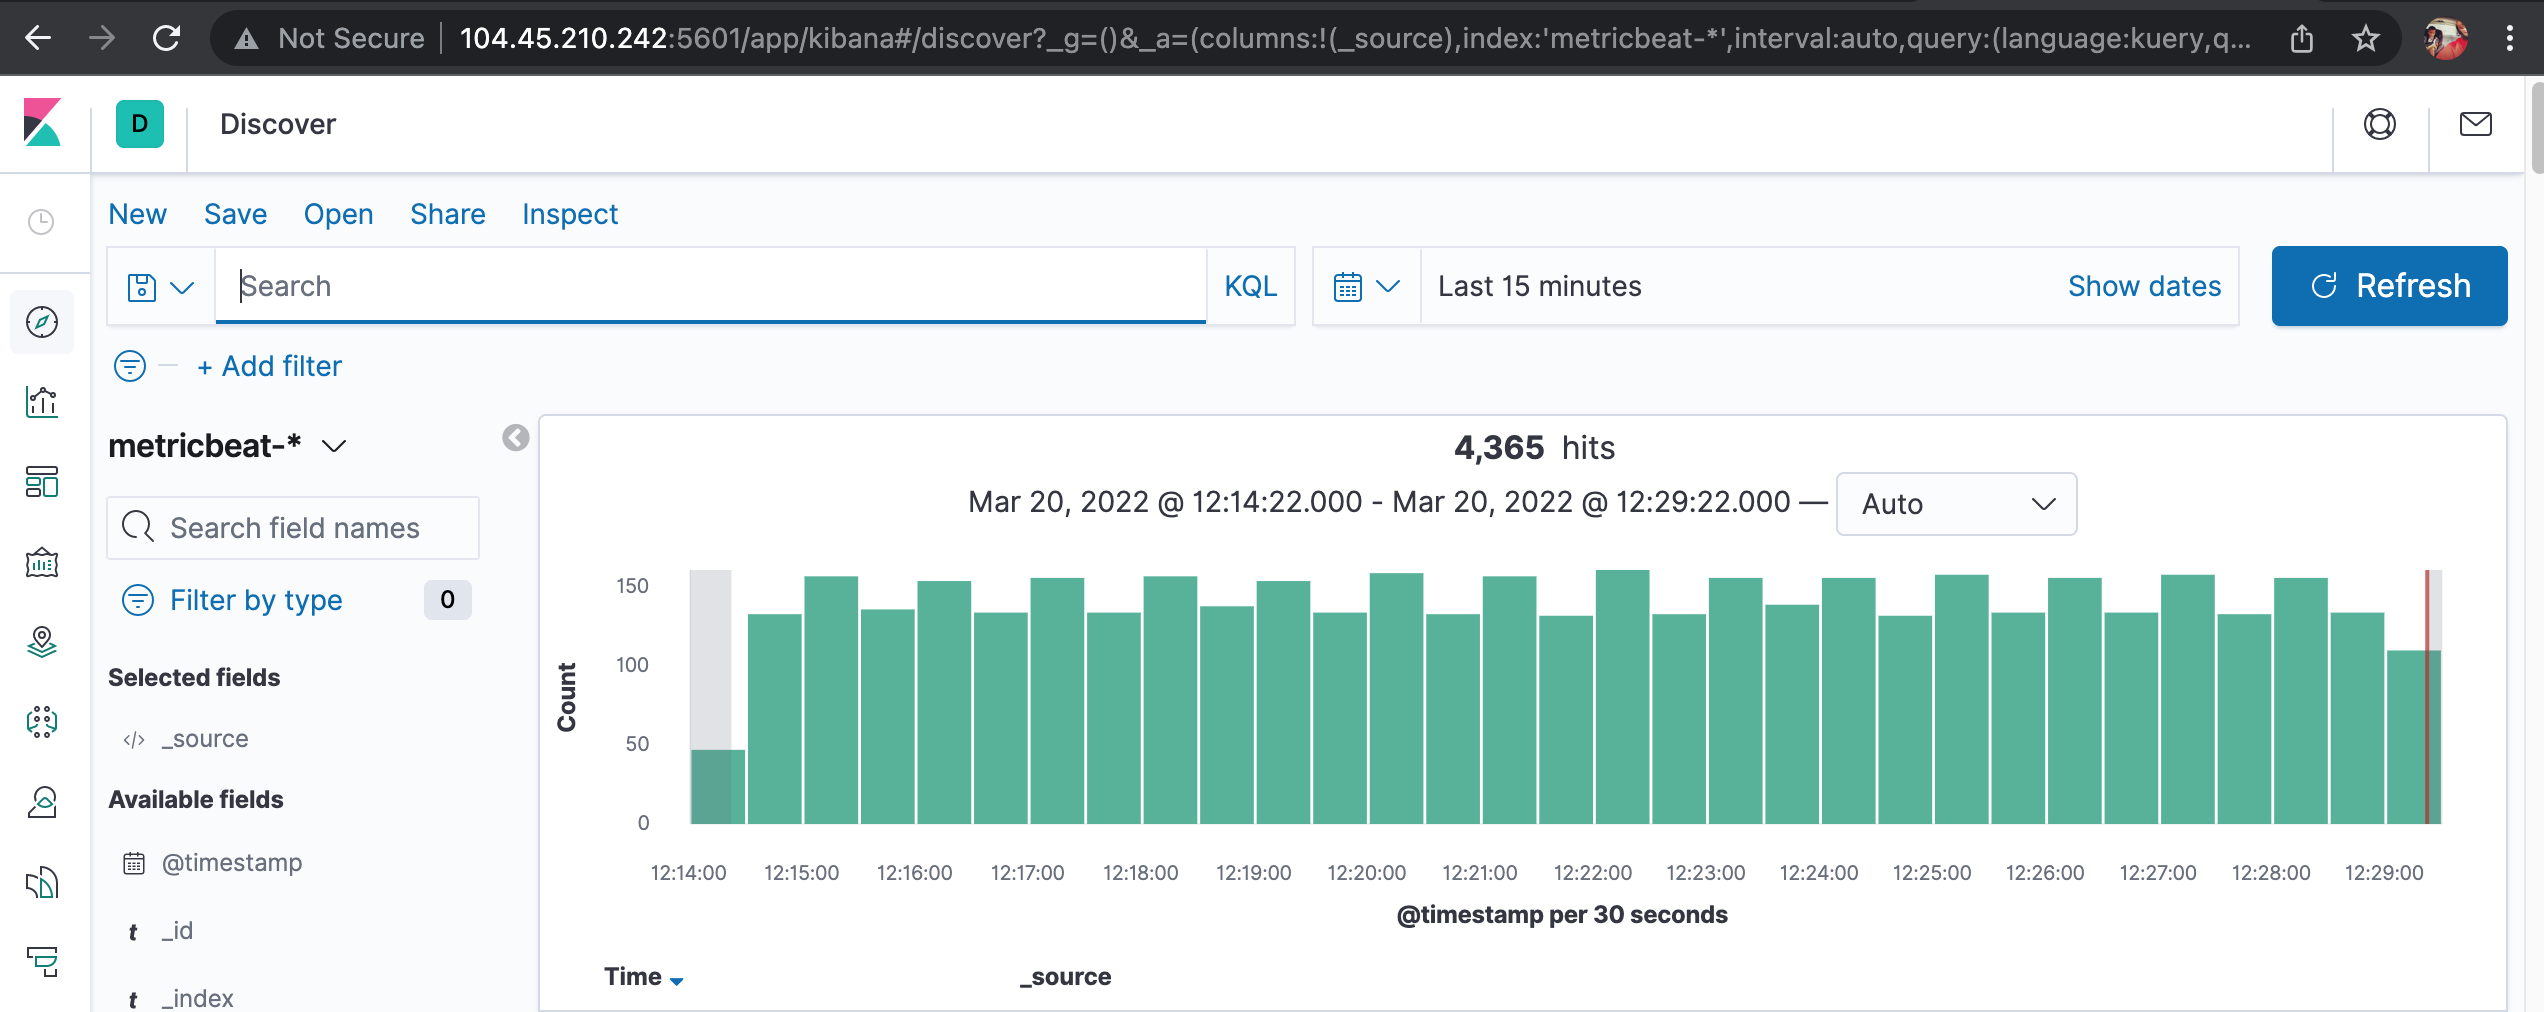 Not Secure 104.45.210.242:5601/app/kibana#/discover?_g=()&_a=(columns:!(_source),index:'metricbeat-*',interval:auto,query:(language:kuery,q...
D Discover
New Save Open Share Inspect
Search KQL Last 15 minutes Show dates Refresh
+ Add filter
metricbeat-*
Search field names
Filter by type 0
Selected fields
</> _source
Available fields
@timestamp
t _id
t _index
4,365 hits
Mar 20, 2022 @ 12:14:22.000 - Mar 20, 2022 @ 12:29:22.000 — Auto
Count
150
100
50
0
12:14:00 12:15:00 12:16:00 12:17:00 12:18:00 12:19:00 12:20:00 12:21:00 12:22:00 12:23:00 12:24:00 12:25:00 12:26:00 12:27:00 12:28:00 12:29:00
@timestamp per 30 seconds
Time _source